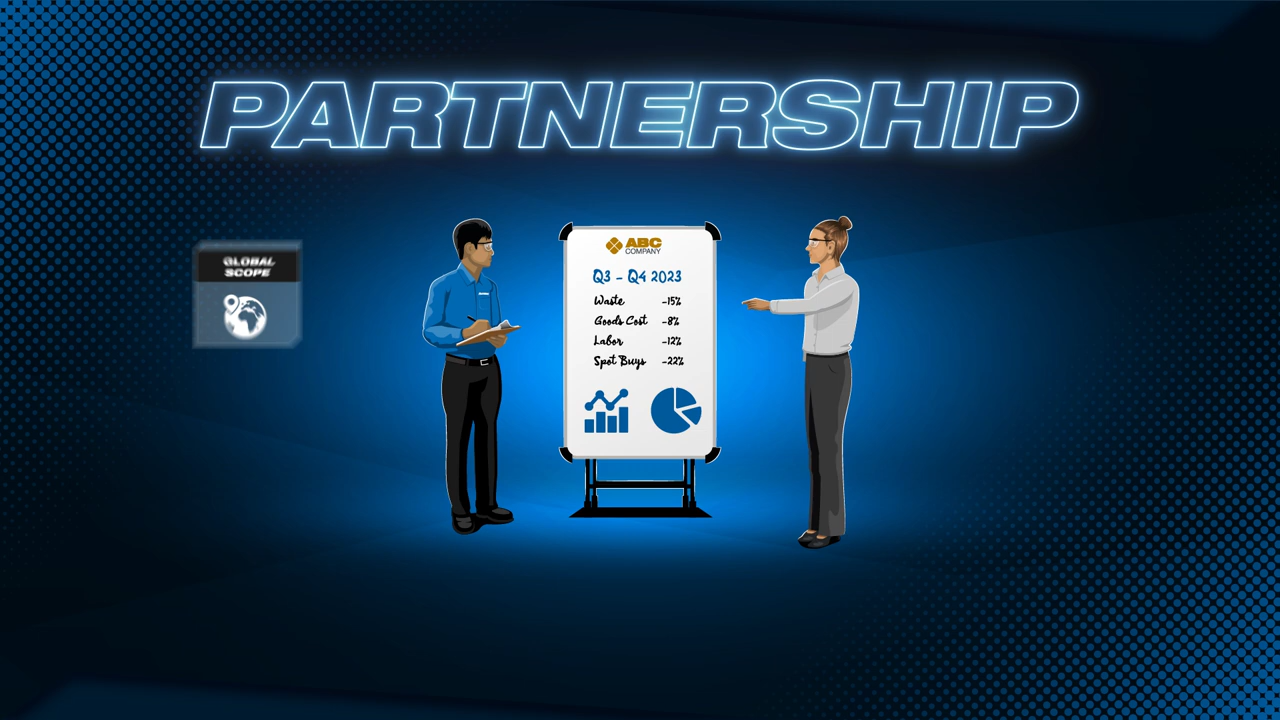 PARTNERSHIP
GLOBAL
SCOPE
ABC
COMPANY
Q3 - Q4 2023
Waste -15%
Goods Cost -8%
Labor -12%
Spot Buys -22%